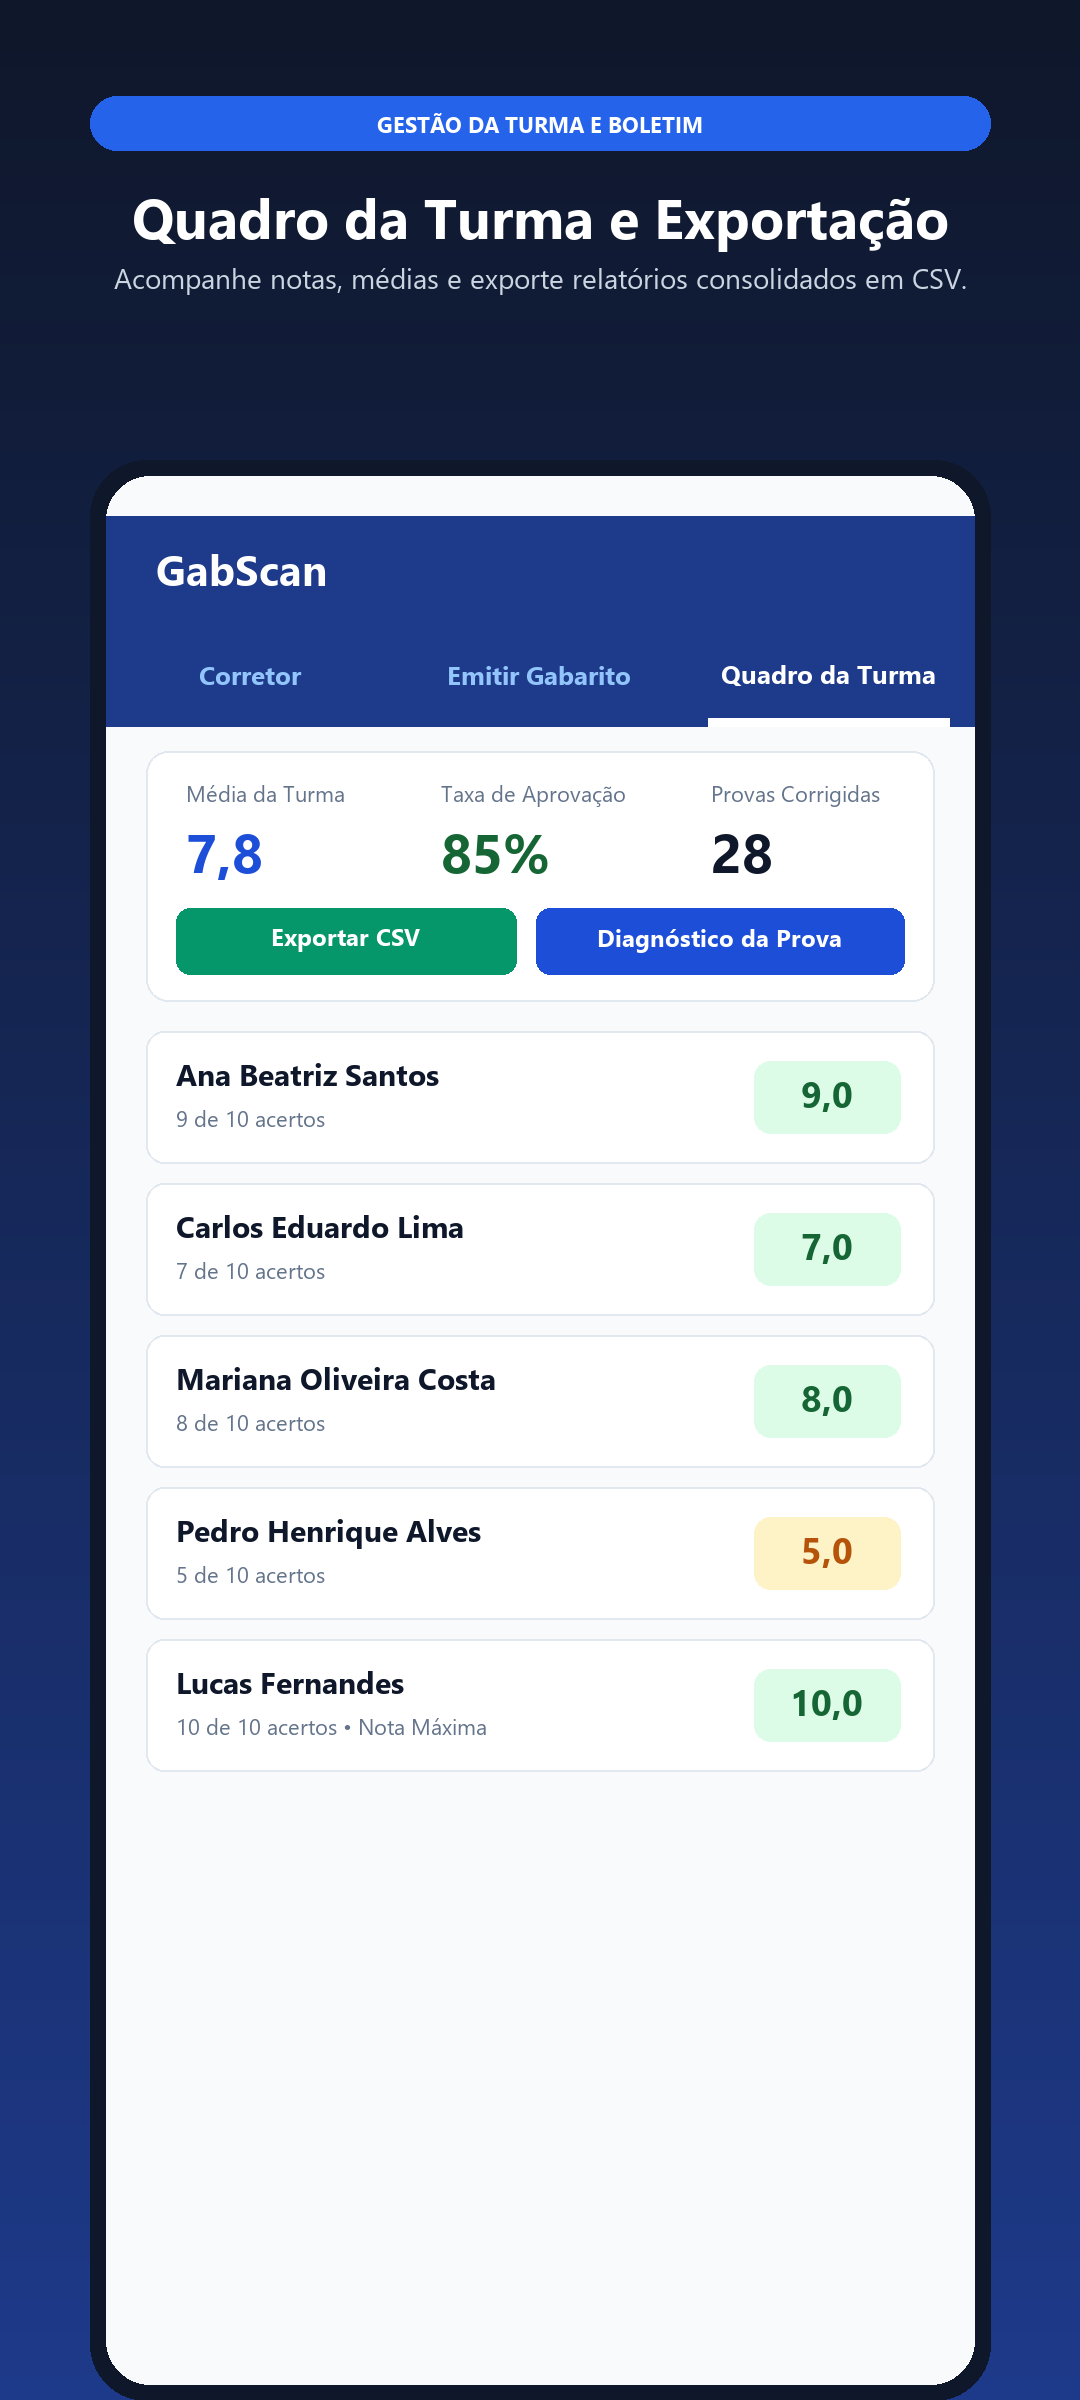 GESTÃO DA TURMA E BOLETIM
Quadro da Turma e Exportação
Acompanhe notas, médias e exporte relatórios consolidados em CSV.
GabScan
Corretor
Emitir Gabarito
Quadro da Turma
Média da Turma
Taxa de Aprovação
Provas Corrigidas
7,8
85%
28
Exportar CSV
Diagnóstico da Prova
Ana Beatriz Santos
9 de 10 acertos
9,0
Carlos Eduardo Lima
7 de 10 acertos
7,0
Mariana Oliveira Costa
8 de 10 acertos
8,0
Pedro Henrique Alves
5 de 10 acertos
5,0
Lucas Fernandes
10 de 10 acertos • Nota Máxima
10,0